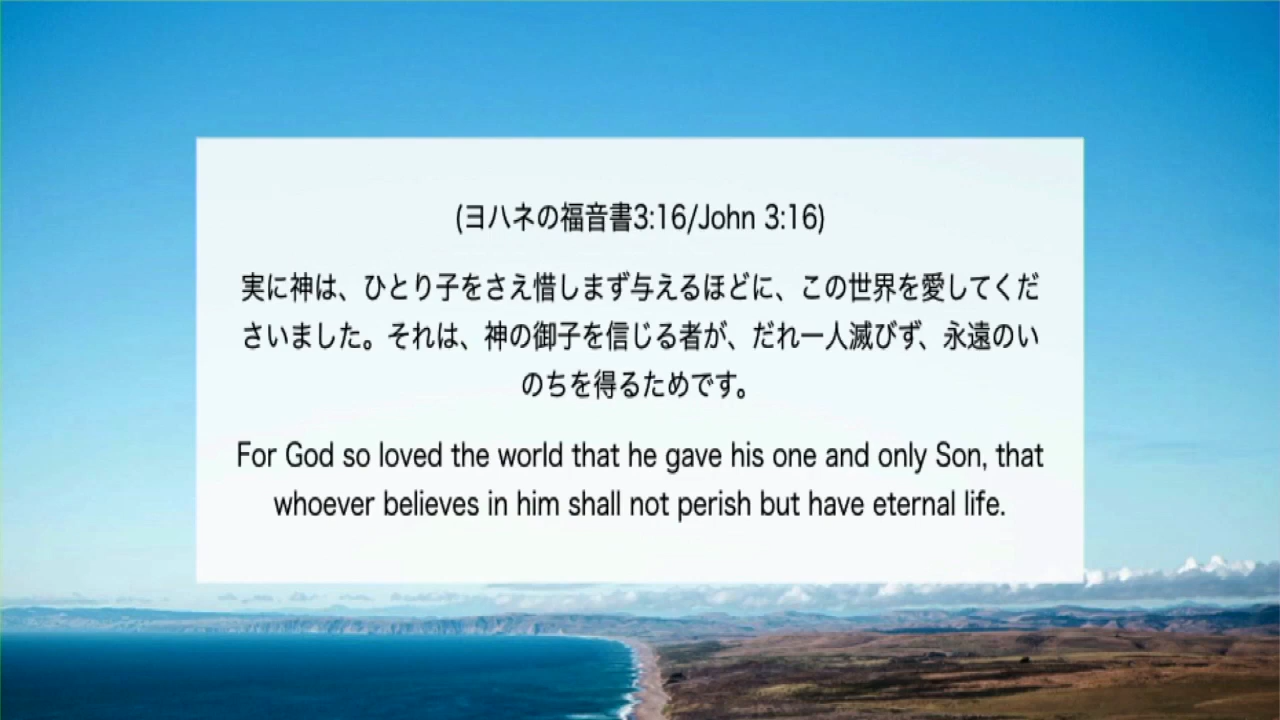 (ヨハネの福音書3:16/John 3:16)
実に神は、ひとり子をさえ惜しまず与えるほどに、この世界を愛してくだ
さいました。それは、神の御子を信じる者が、だれ一人滅びず、永遠のい
のちを得るためです。
For God so loved the world that he gave his one and only Son, that
whoever believes in him shall not perish but have eternal life.